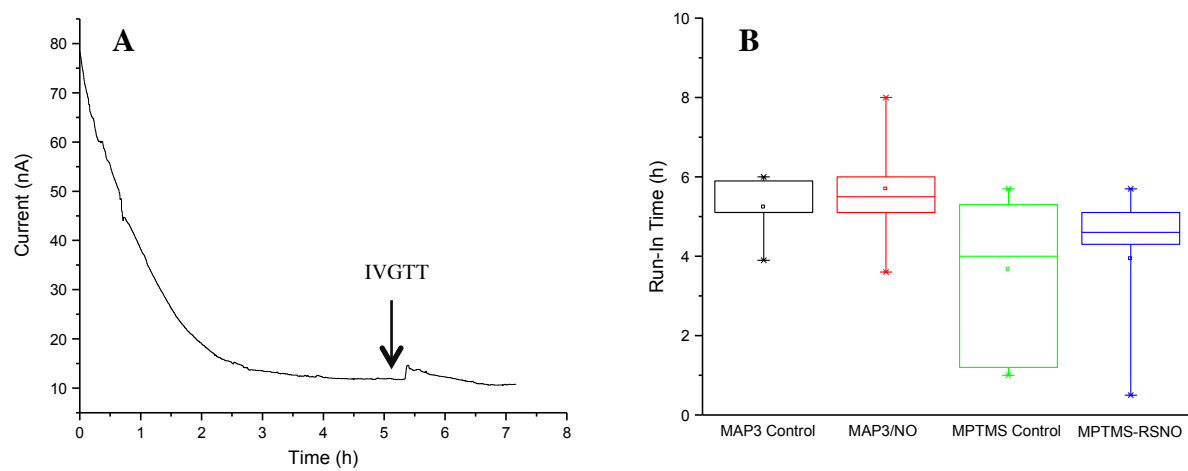 A
80
70
60
50
40
30
20
10
Current (nA)
IVGTT
0 1 2 3 4 5 6 7 8
Time (h)
B
10
8
6
4
2
0
Run-In Time (h)
MAP3 Control MAP3/NO MPTMS Control MPTMS-RSNO